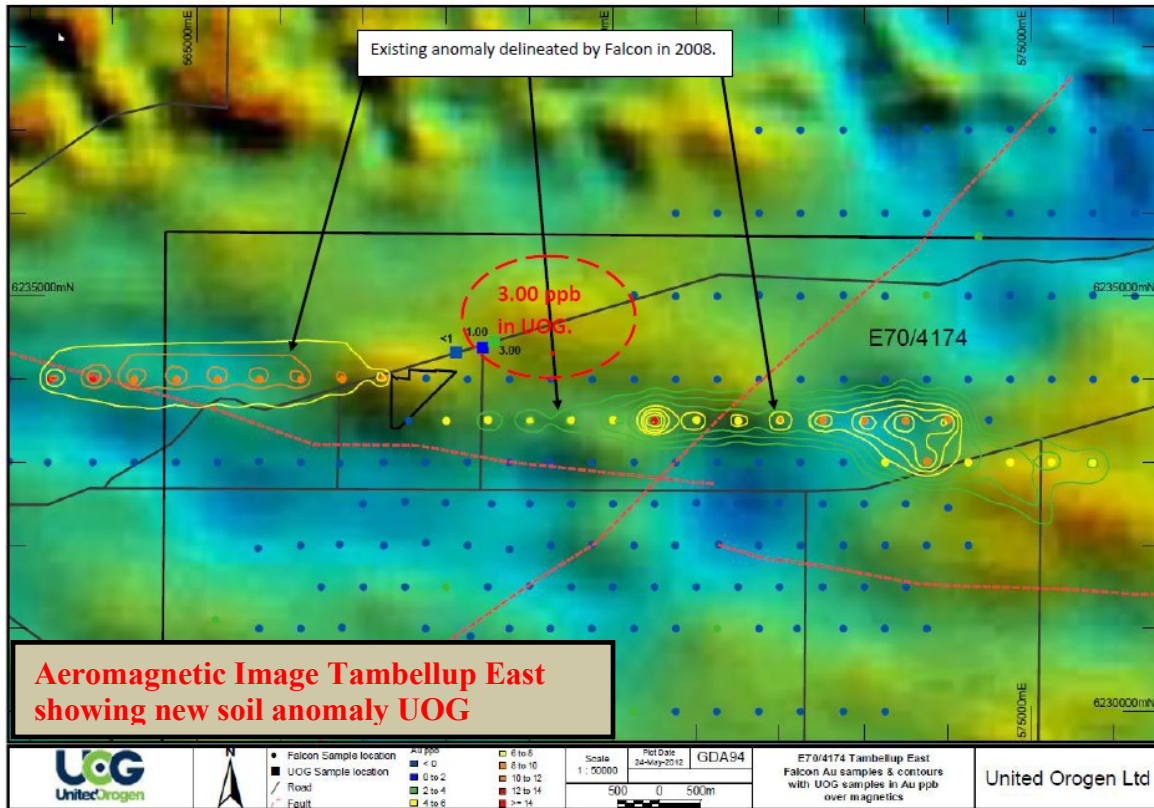 565000mE
575000mE
Existing anomaly delineated by Falcon in 2008.
6235000mN
6235000mN
3.00 ppb
in UOG.
<1
1.00
3.00
E70/4174
575000mE
6230000mN
Aeromagnetic Image Tambellup East
showing new soil anomaly UOG
UOG
UnitedOrogen
N
Falcon Sample location
UOG Sample location
Road
Fault
Au ppb
< 0
0 to 2
2 to 4
4 to 6
6 to 8
8 to 10
10 to 12
12 to 14
>= 14
Scale
1 : 50000
Plot Date
24-May-2012
GDA94
500 0 500m
E70/4174 Tambellup East
Falcon Au samples & contours
with UOG samples in Au ppb
over magnetics
United Orogen Ltd